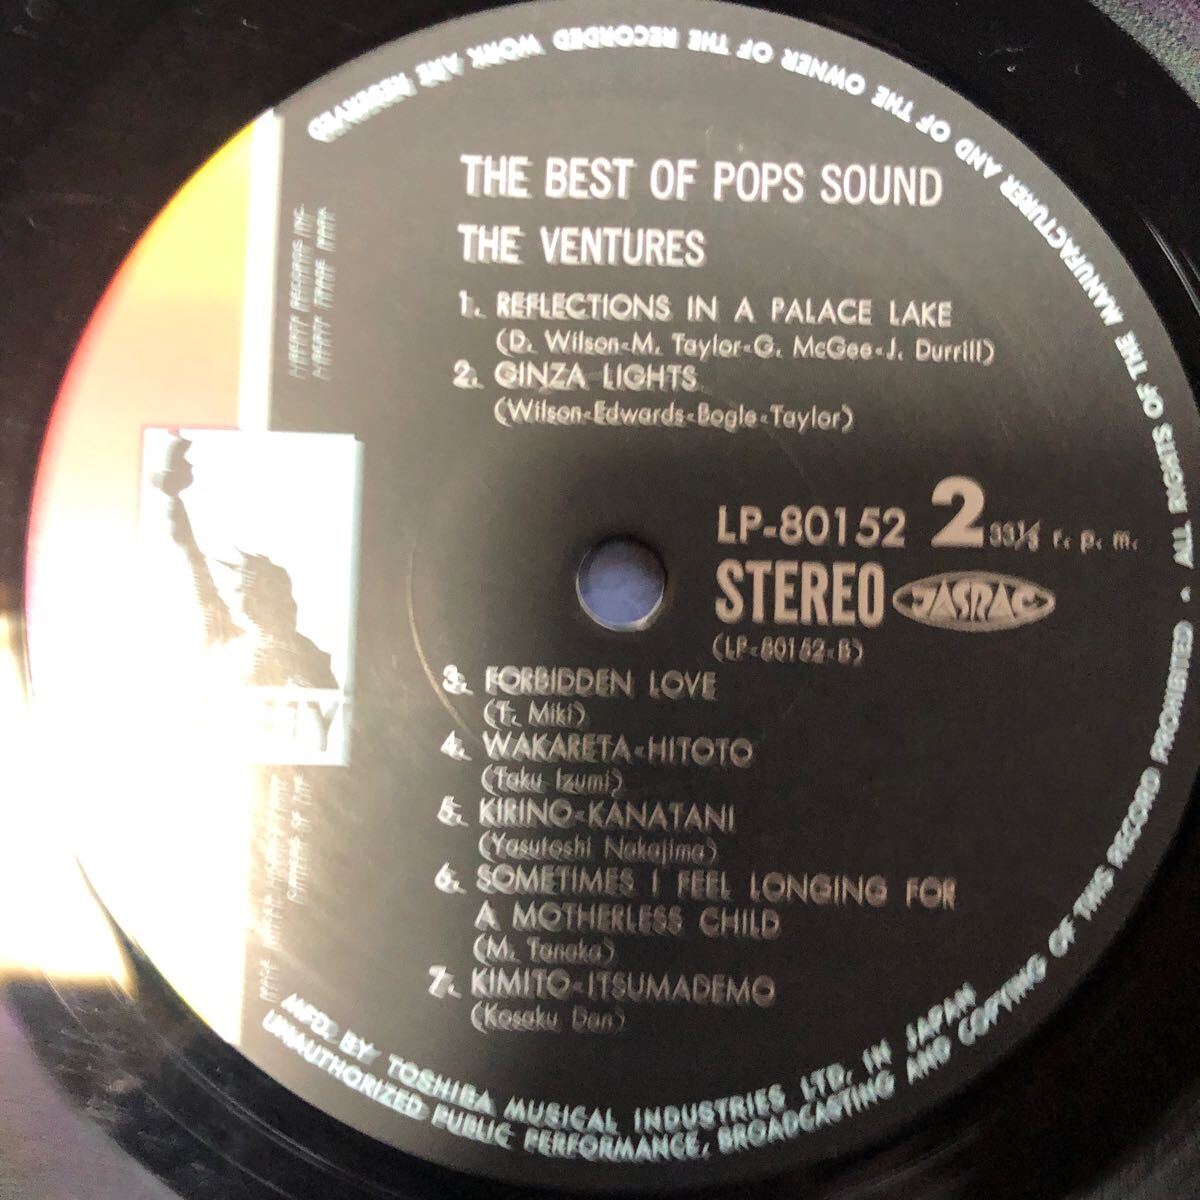 THE BEST OF POPS SOUND
THE VENTURES
1. REFLECTIONS IN A PALACE LAKE
(D. Wilson-M. Taylor-G. McGee-J. Durrill)
2. GINZA LIGHTS
(Wilson-Edwards-Bogle-Taylor)
LP-80152 2 33⅓ r. p. m.
STEREO JASRAC
(LP-80152-B)
3. FORBIDDEN LOVE
(T. Miki)
4. WAKARETA-HITOTO
(Taku Izumi)
5. KIRINO-KANATANI
(Yasutoshi Nakajima)
6. SOMETIMES I FEEL LONGING FOR
A MOTHERLESS CHILD
(M. Tanaka)
7. KIMITO-ITSUMADEMO
(Kosaku Dan)
MFD. BY TOSHIBA MUSICAL INDUSTRIES LTD. IN JAPAN
UNAUTHORIZED PUBLIC PERFORMANCE, BROADCASTING AND COPYING OF THIS RECORD PROHIBITED • ALL RIGHTS OF THE MANUFACTURER AND OF THE OWNER OF THE RECORDED WORK ARE RESERVED